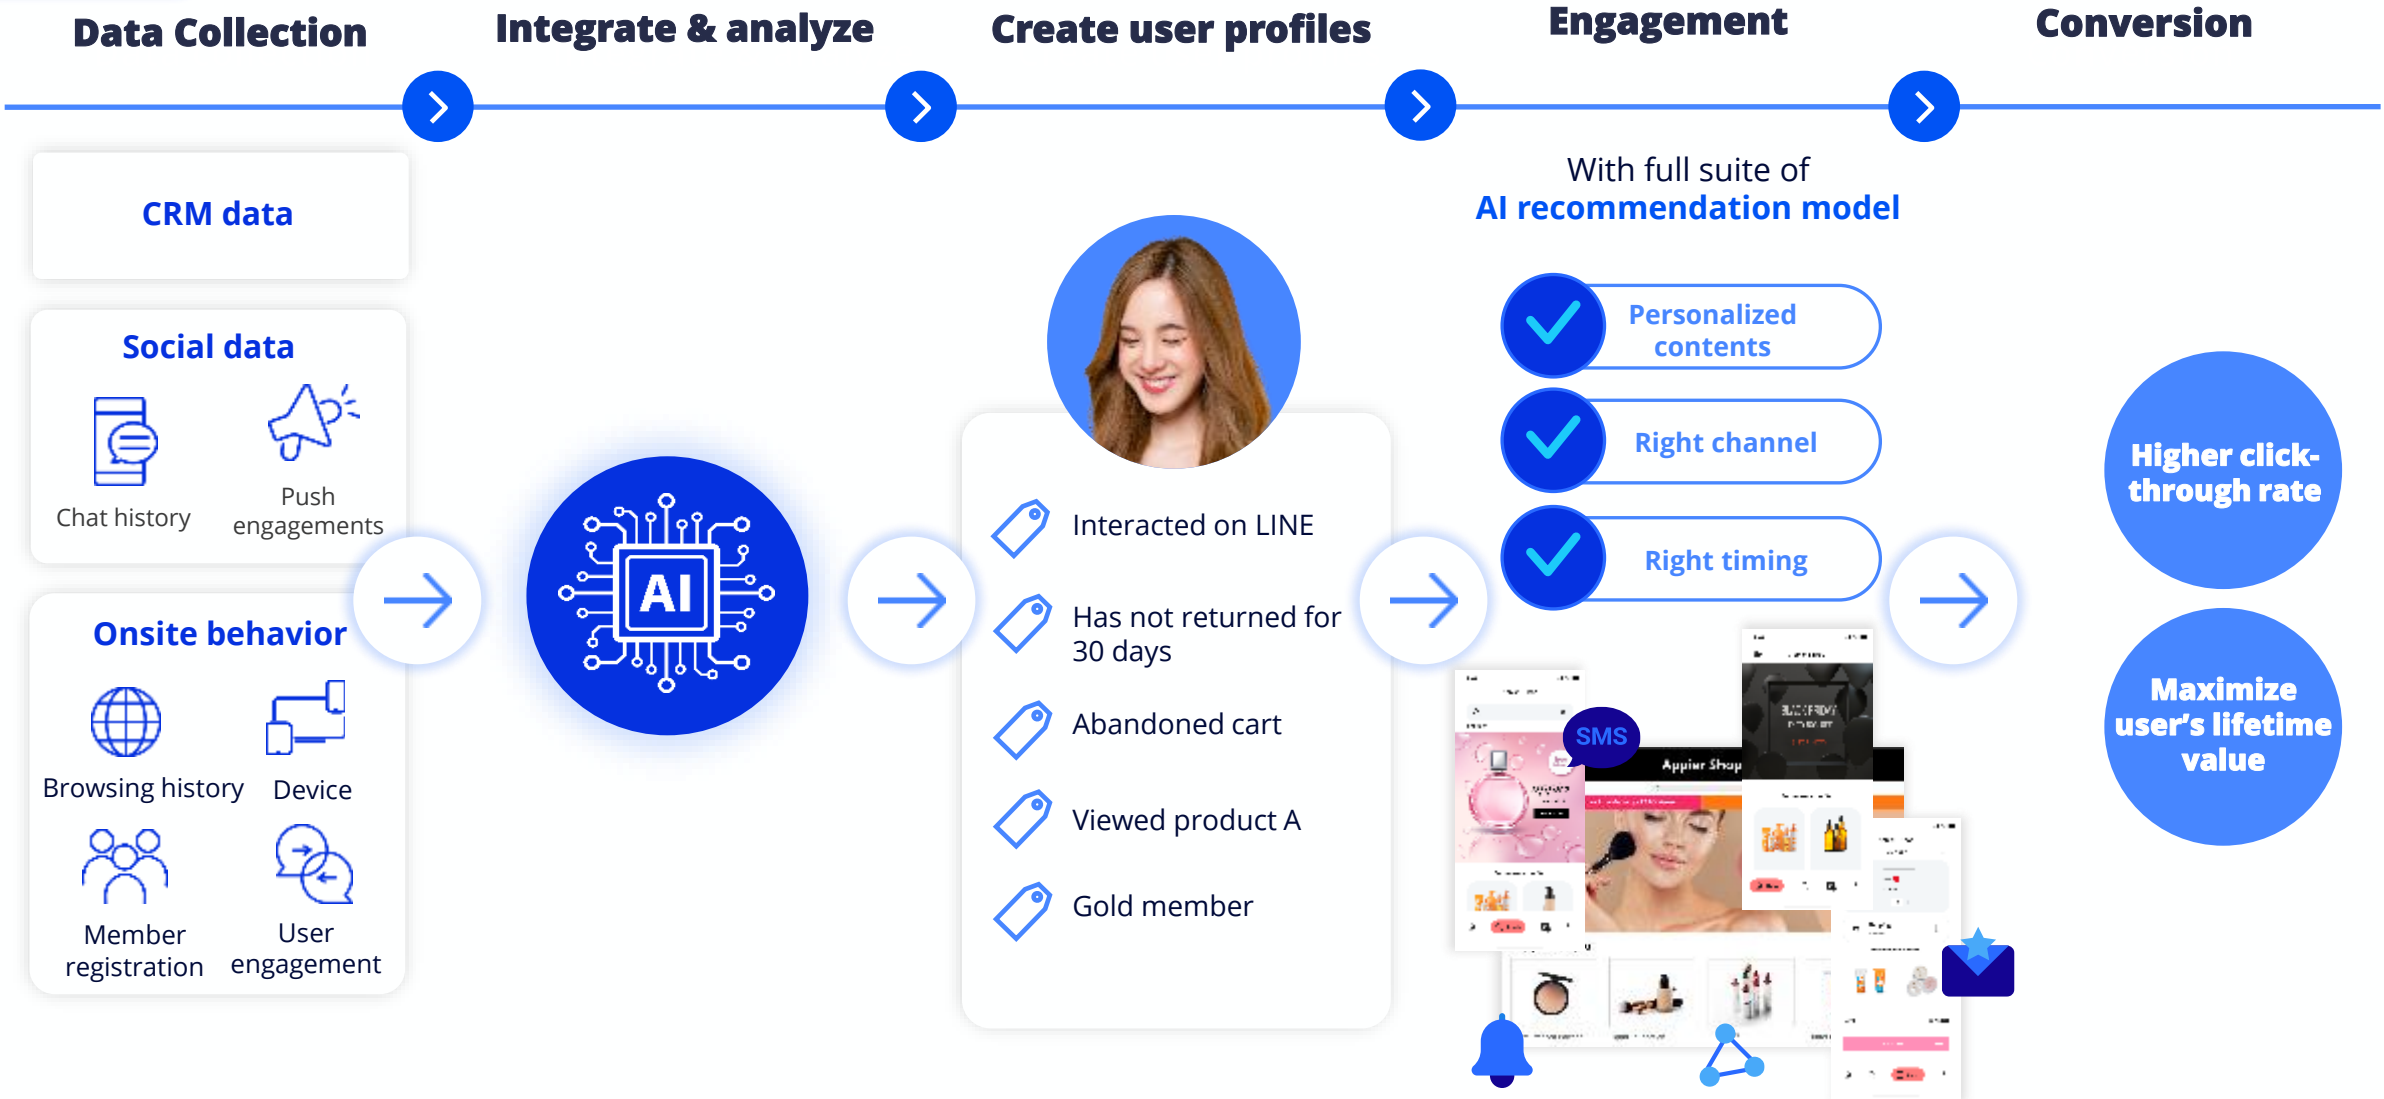 Data Collection
Integrate & analyze
Create user profiles
Engagement
Conversion
CRM data
Social data
Chat history
Push
engagements
Onsite behavior
Browsing history
Device
Member
registration
User
engagement
AI
Interacted on LINE
Has not returned for
30 days
Abandoned cart
Viewed product A
Gold member
With full suite of
AI recommendation model
Personalized
contents
Right channel
Right timing
SMS
Appier Shop
BLACK FRIDAY
Higher click-
through rate
Maximize
user's lifetime
value